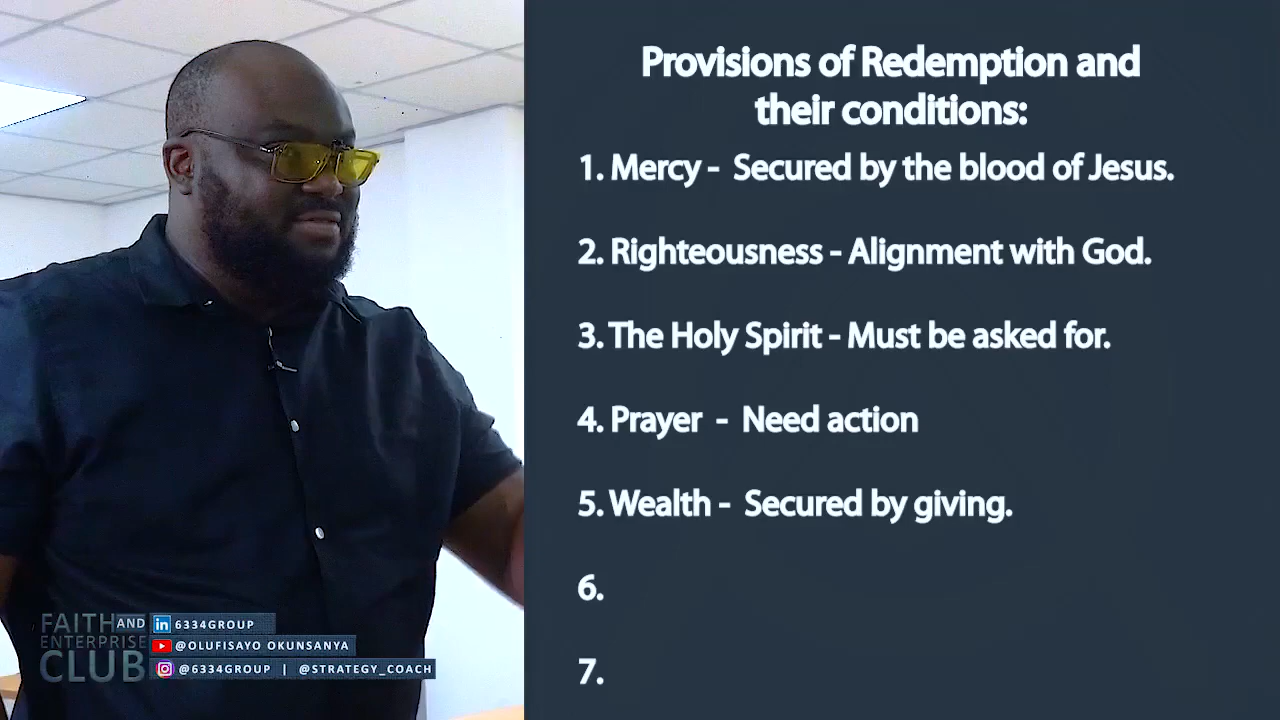 Provisions of Redemption and
their conditions:
1. Mercy - Secured by the blood of Jesus.
2. Righteousness - Alignment with God.
3. The Holy Spirit - Must be asked for.
4. Prayer - Need action
5. Wealth - Secured by giving.
6.
7.
FAITH AND
ENTERPRISE
CLUB
in 6334GROUP
@OLUFISAYO OKUNSANYA
@6334GROUP | @STRATEGY_COACH